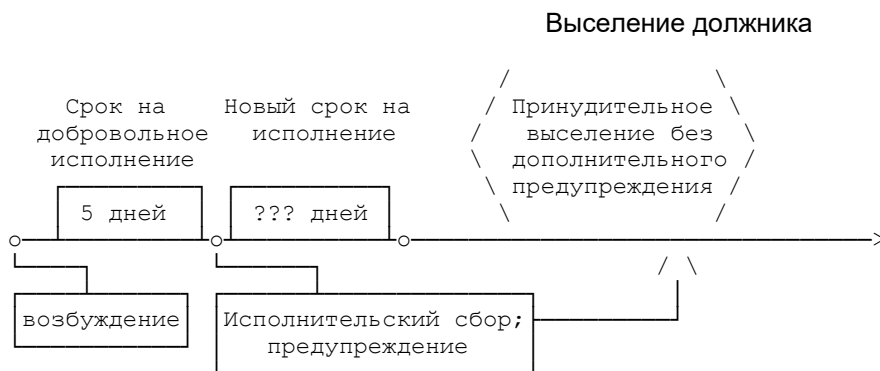 Выселение должника
Срок на
добровольное
исполнение
Новый срок на
исполнение
Принудительное
выселение без
дополнительного
предупреждения
5 дней
??? дней
возбуждение
Исполнительский сбор;
предупреждение